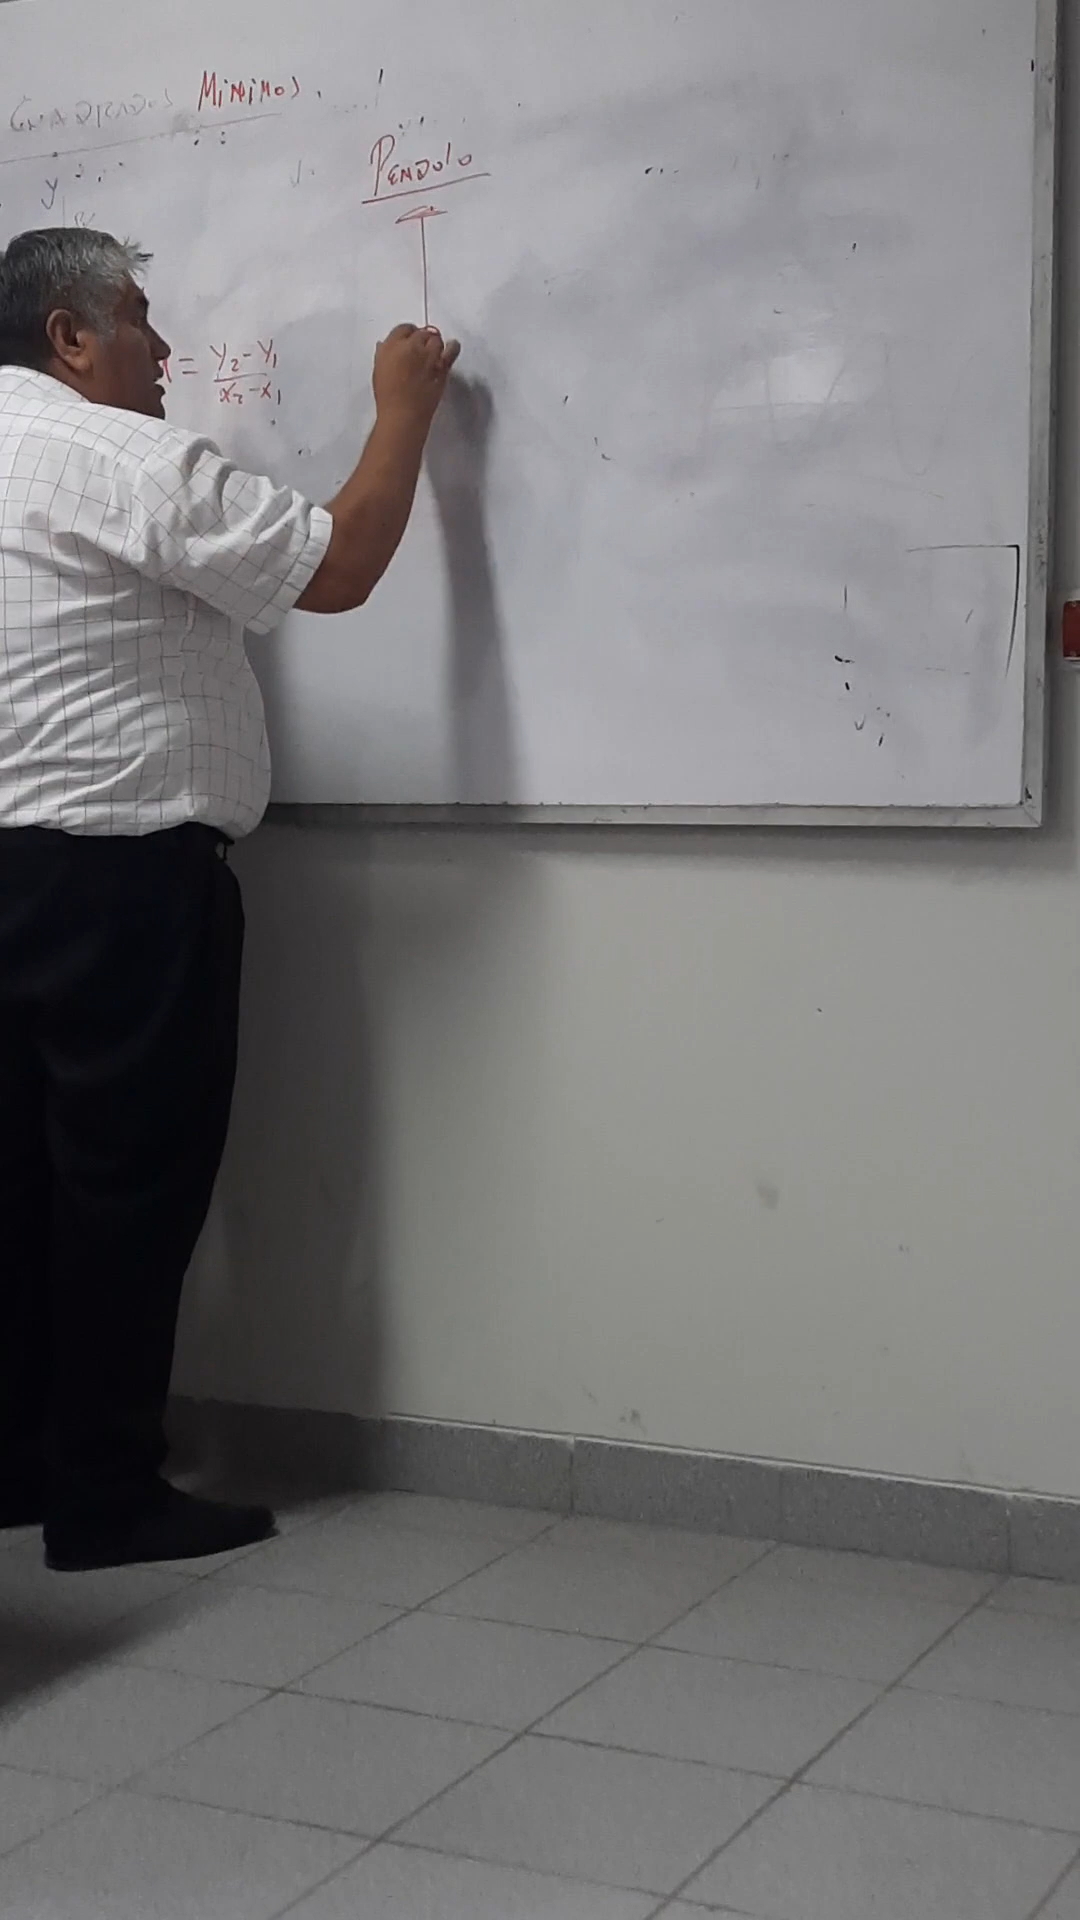 CUADRADOS MINIMOS.
PENDULO
y
= y₂-y₁
x₂-x₁